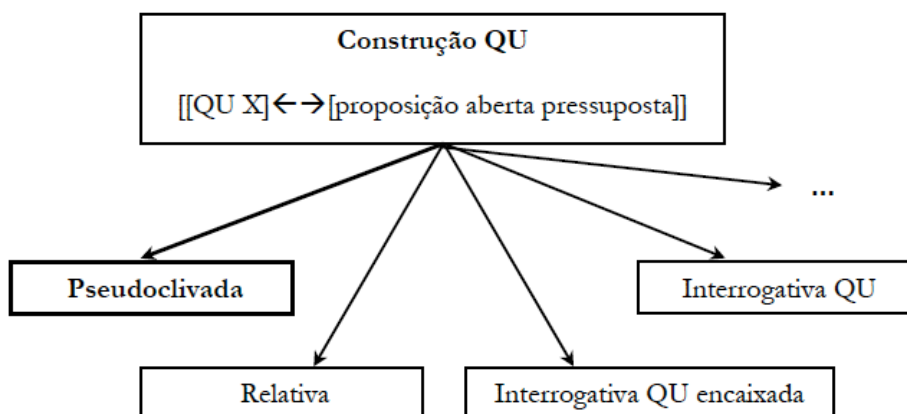 Construção QU
[[QU X]←→[proposição aberta pressuposta]]
...
Pseudoclivada
Interrogativa QU
Relativa
Interrogativa QU encaixada